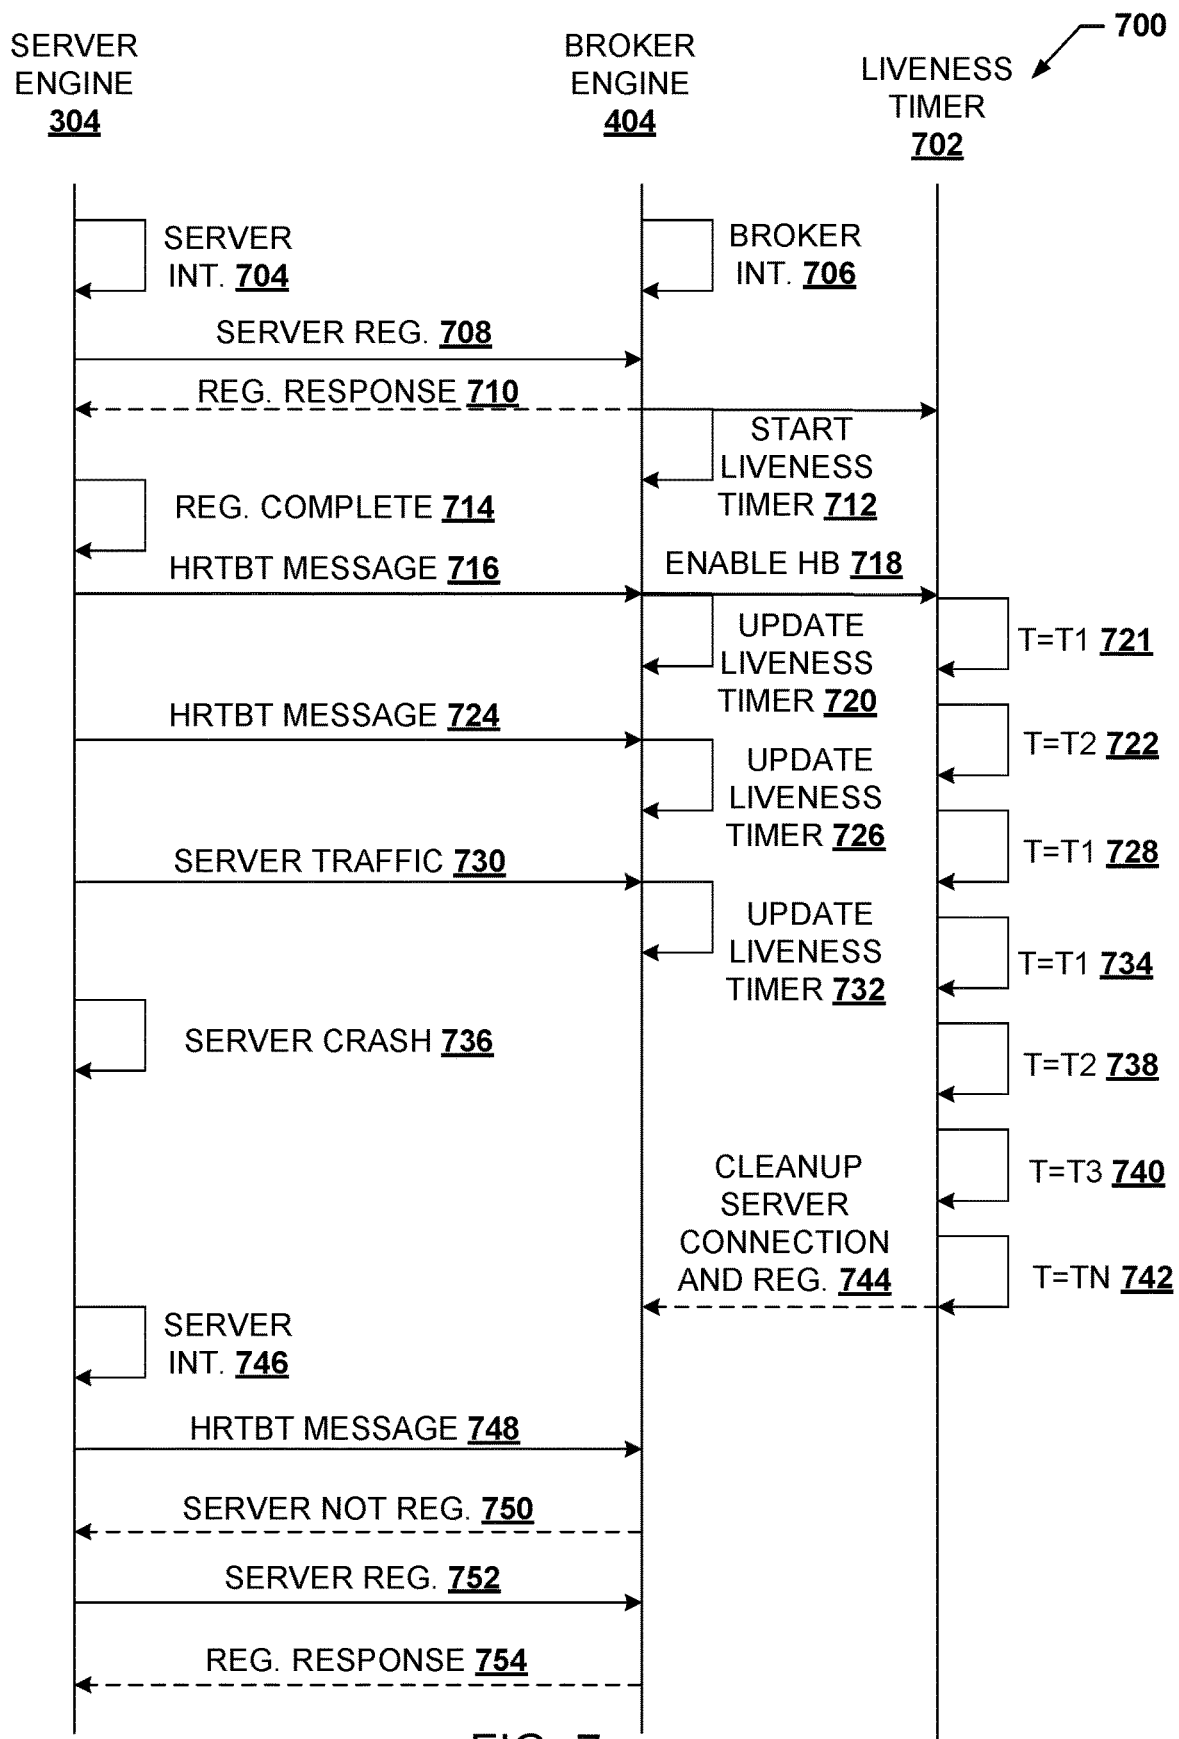 700
SERVER
ENGINE
304
BROKER
ENGINE
404
LIVENESS
TIMER
702
SERVER
INT. 704
BROKER
INT. 706
SERVER REG. 708
REG. RESPONSE 710
START
LIVENESS
TIMER 712
REG. COMPLETE 714
HRTBT MESSAGE 716
ENABLE HB 718
UPDATE
LIVENESS
TIMER 720
T=T1 721
HRTBT MESSAGE 724
T=T2 722
UPDATE
LIVENESS
TIMER 726
T=T1 728
SERVER TRAFFIC 730
UPDATE
LIVENESS
TIMER 732
T=T1 734
SERVER CRASH 736
T=T2 738
CLEANUP
SERVER
CONNECTION
AND REG. 744
T=T3 740
T=TN 742
SERVER
INT. 746
HRTBT MESSAGE 748
SERVER NOT REG. 750
SERVER REG. 752
REG. RESPONSE 754